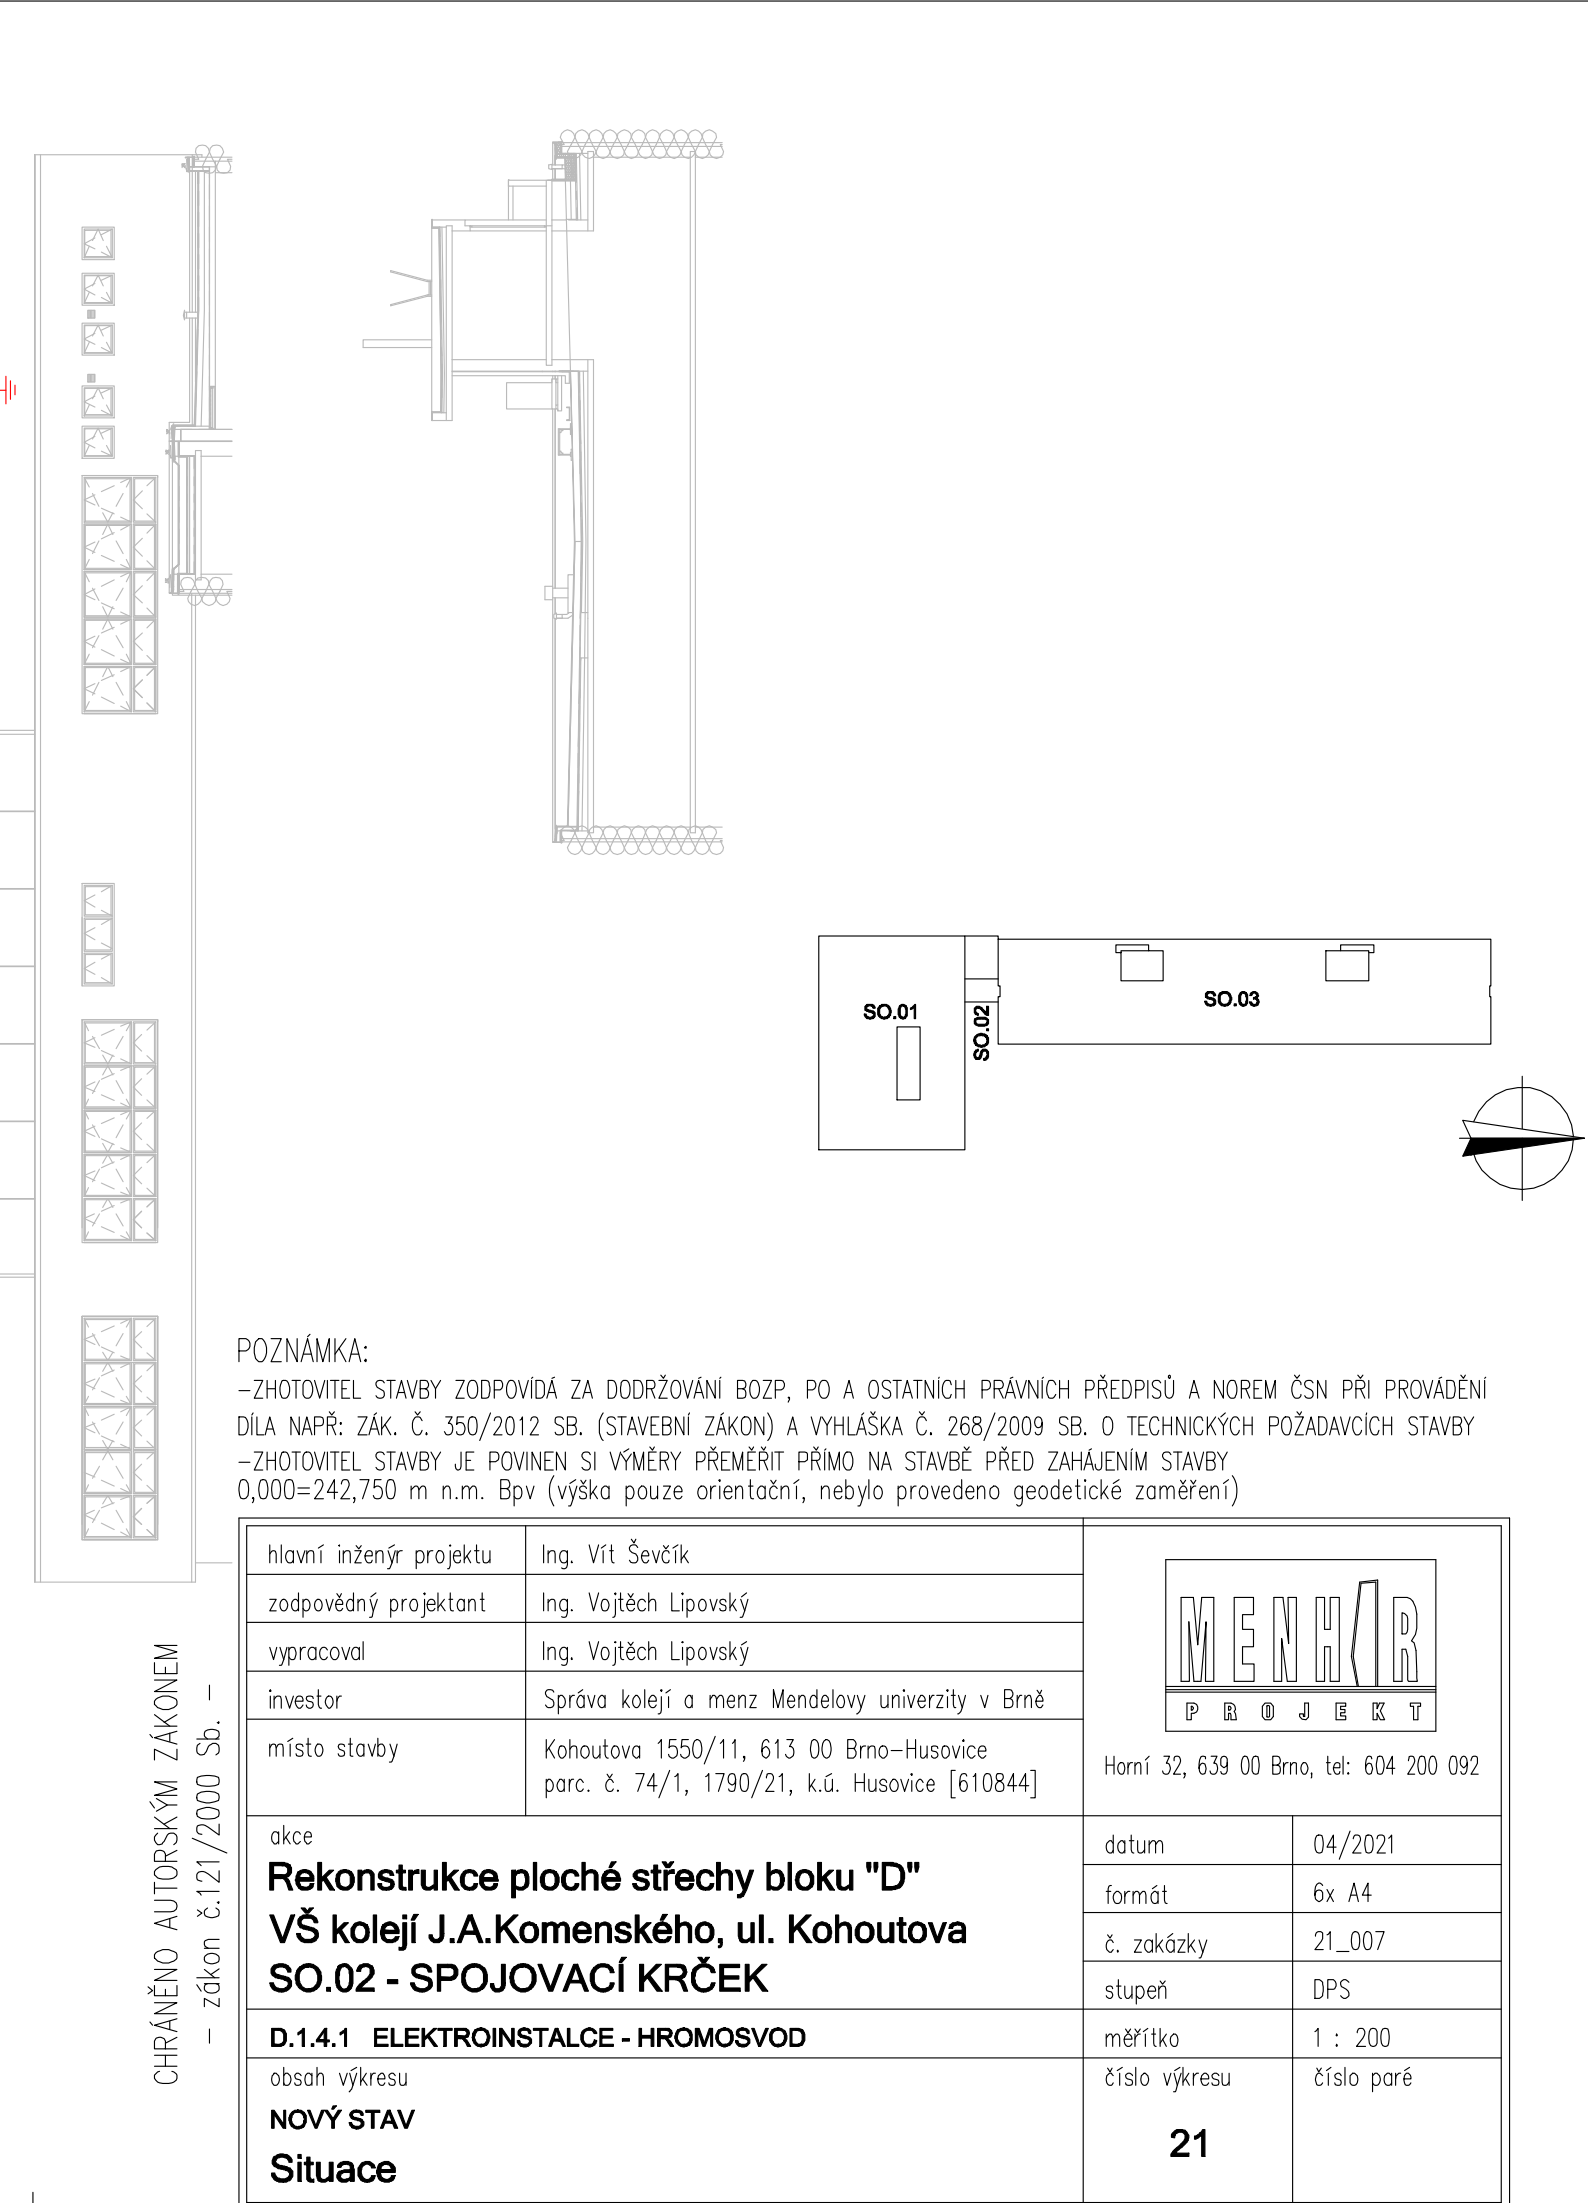 SO.01
SO.02
SO.03
POZNÁMKA:
-ZHOTOVITEL STAVBY ZODPOVÍDÁ ZA DODRŽOVÁNÍ BOZP, PO A OSTATNÍCH PRÁVNÍCH PŘEDPISŮ A NOREM ČSN PŘI PROVÁDĚNÍ
DÍLA NAPŘ: ZÁK. Č. 350/2012 SB. (STAVEBNÍ ZÁKON) A VYHLÁŠKA Č. 268/2009 SB. O TECHNICKÝCH POŽADAVCÍCH STAVBY
-ZHOTOVITEL STAVBY JE POVINEN SI VÝMĚRY PŘEMĚŘIT PŘÍMO NA STAVBĚ PŘED ZAHÁJENÍM STAVBY
0,000=242,750 m n.m. Bpv (výška pouze orientační, nebylo provedeno geodetické zaměření)
CHRÁNĚNO AUTORSKÝM ZÁKONEM
- zákon č.121/2000 Sb. -
hlavní inženýr projektu Ing. Vít Ševčík
zodpovědný projektant Ing. Vojtěch Lipovský
vypracoval Ing. Vojtěch Lipovský
investor Správa kolejí a menz Mendelovy univerzity v Brně
místo stavby Kohoutova 1550/11, 613 00 Brno-Husovice
parc. č. 74/1, 1790/21, k.ú. Husovice [610844]
MENHIR
PROJEKT
Horní 32, 639 00 Brno, tel: 604 200 092
akce
Rekonstrukce ploché střechy bloku "D"
VŠ kolejí J.A.Komenského, ul. Kohoutova
SO.02 - SPOJOVACÍ KRČEK
D.1.4.1 ELEKTROINSTALCE - HROMOSVOD
obsah výkresu
NOVÝ STAV
Situace
datum 04/2021
formát 6x A4
č. zakázky 21_007
stupeň DPS
měřítko 1 : 200
číslo výkresu číslo paré
21